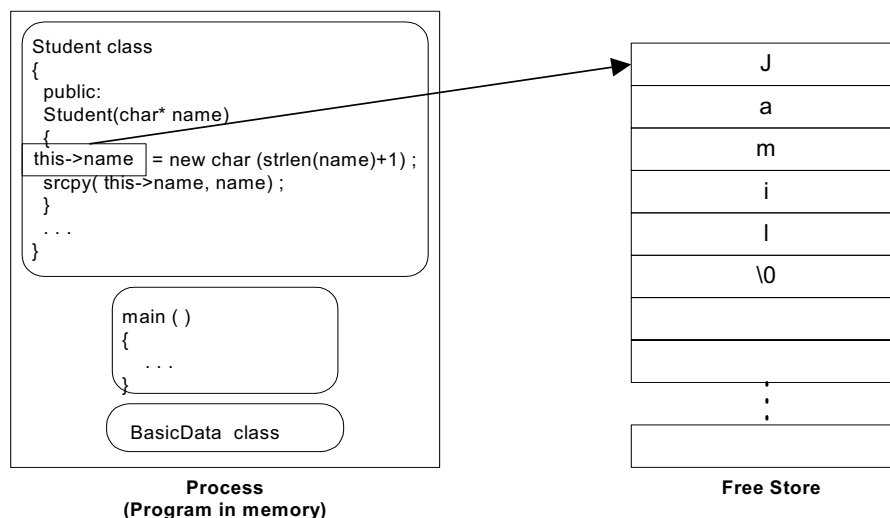 Student class
{
public:
Student(char* name)
{
this->name = new char (strlen(name)+1) ;
srcpy( this->name, name) ;
}
. . .
}
main ( )
{
. . .
}
BasicData class
Process
(Program in memory)
J
a
m
i
l
\0
Free Store